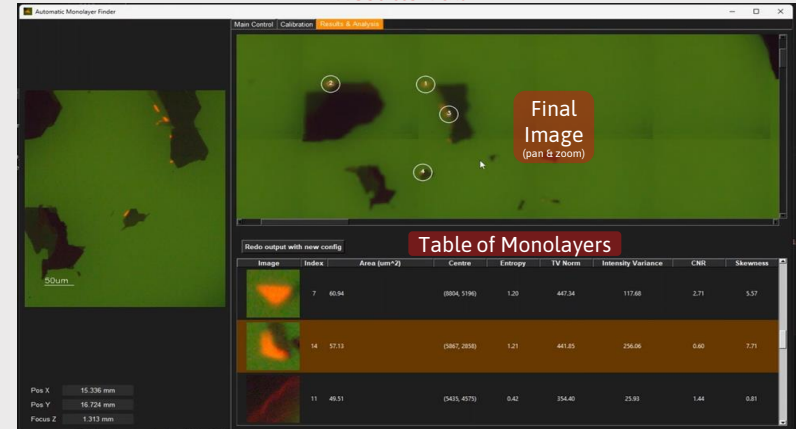 Automatic Monolayer Finder
Main Control Calibration Results & Analysis
2 1
3
4
Final
Image
(pan & zoom)
50um
Redo output with new config
Table of Monolayers
Image Index Area (um^2) Centre Entropy TV Norm Intensity Variance CNR Skewness
7 60.94 (8804, 5196) 1.20 447.34 117.68 2.71 5.57
14 57.13 (5867, 2858) 1.21 441.85 256.06 0.60 7.71
11 49.51 (5435, 4575) 0.42 354.40 25.93 1.44 0.81
Pos X 15.336 mm
Pos Y 16.724 mm
Focus Z 1.313 mm